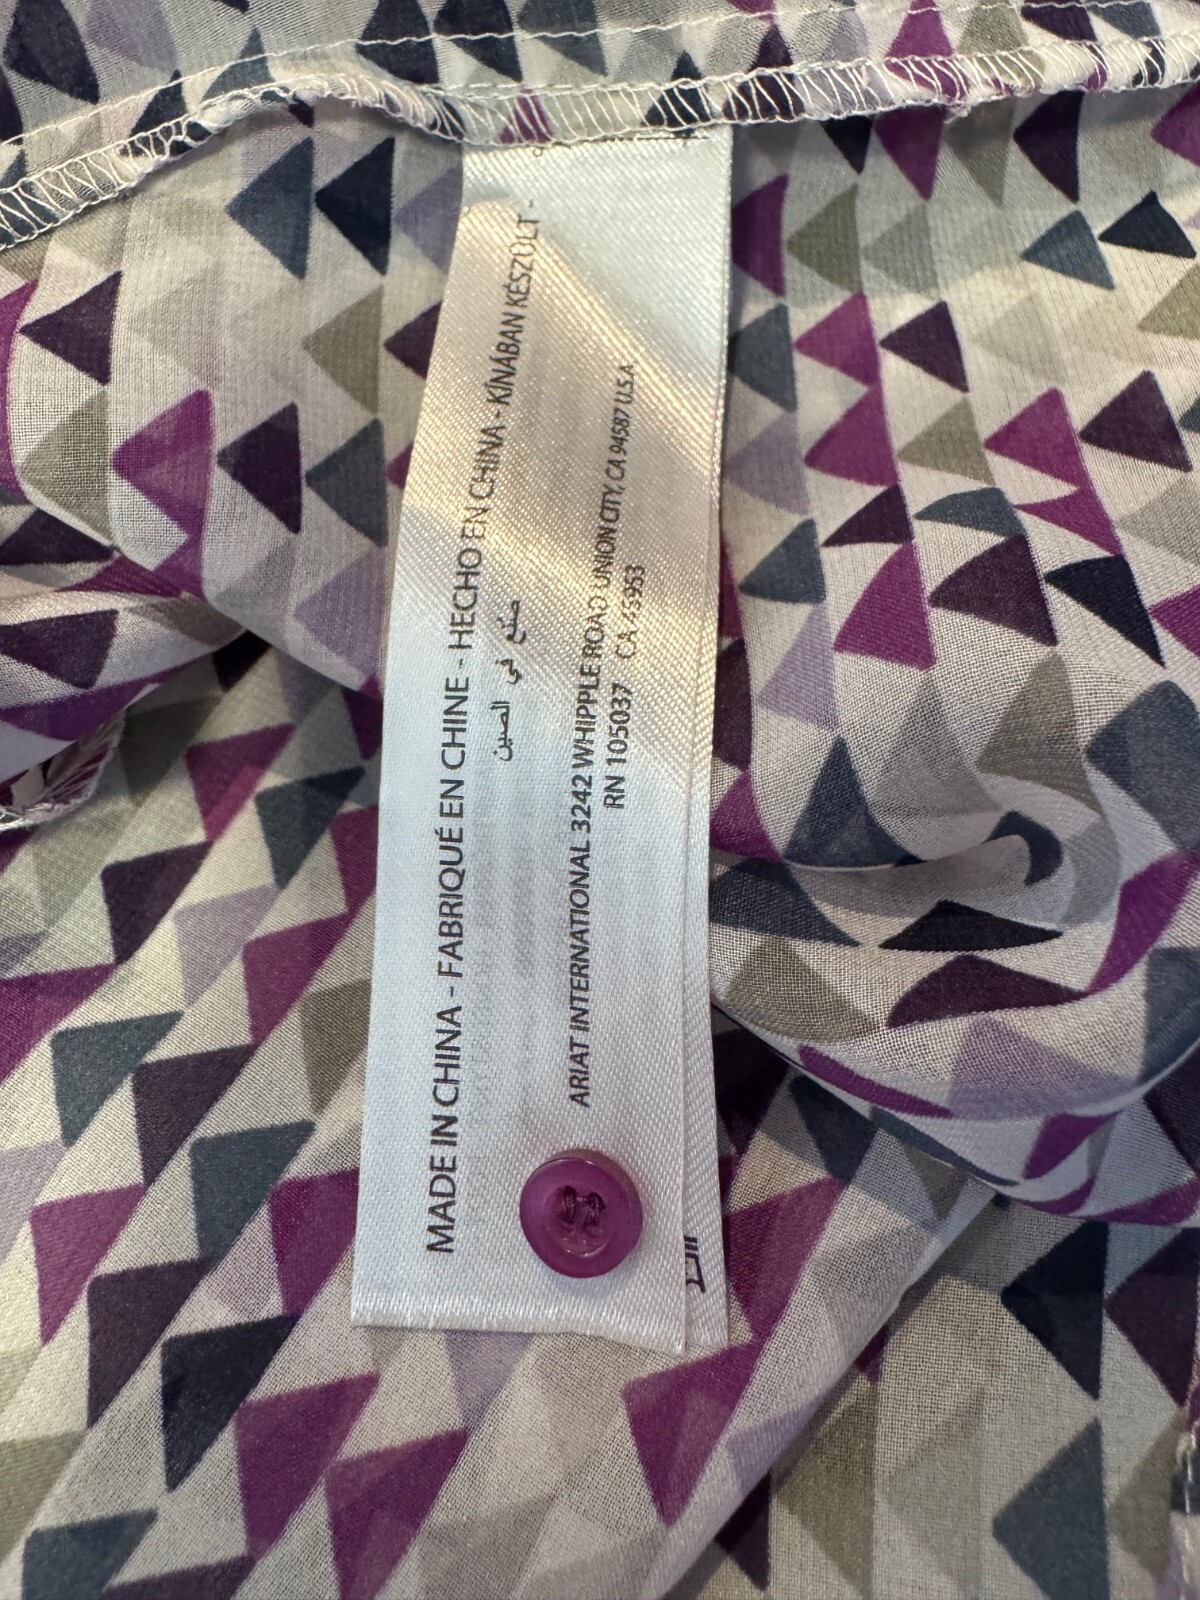 MADE IN CHINA - FABRIQUÉ EN CHINE - HECHO EN CHINA - KÍNÁBAN KÉSZÜLT -
صنع في الصين
ARIAT INTERNATIONAL 3242 WHIPPLE ROAD UNION CITY, CA 94587 U.S.A
RN 105037 CA 45953